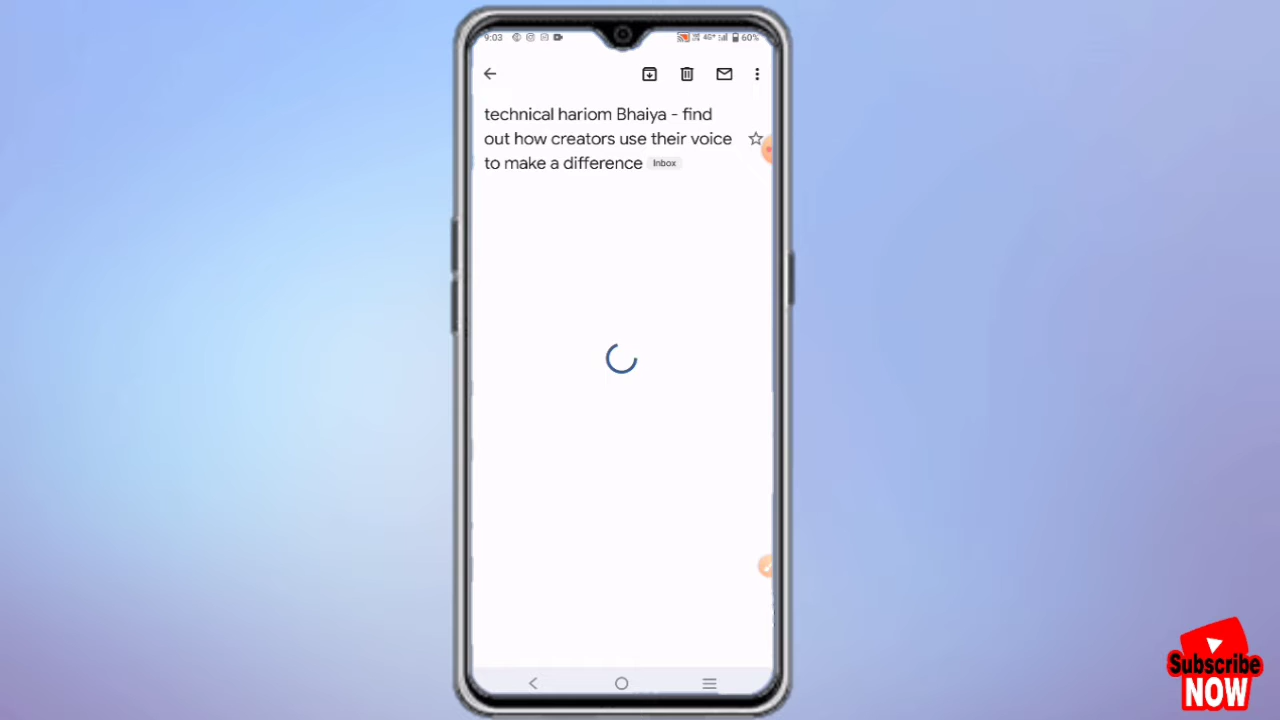 9:03
4G+
60%
technical hariom Bhaiya - find
out how creators use their voice
to make a difference Inbox
Subscribe
NOW